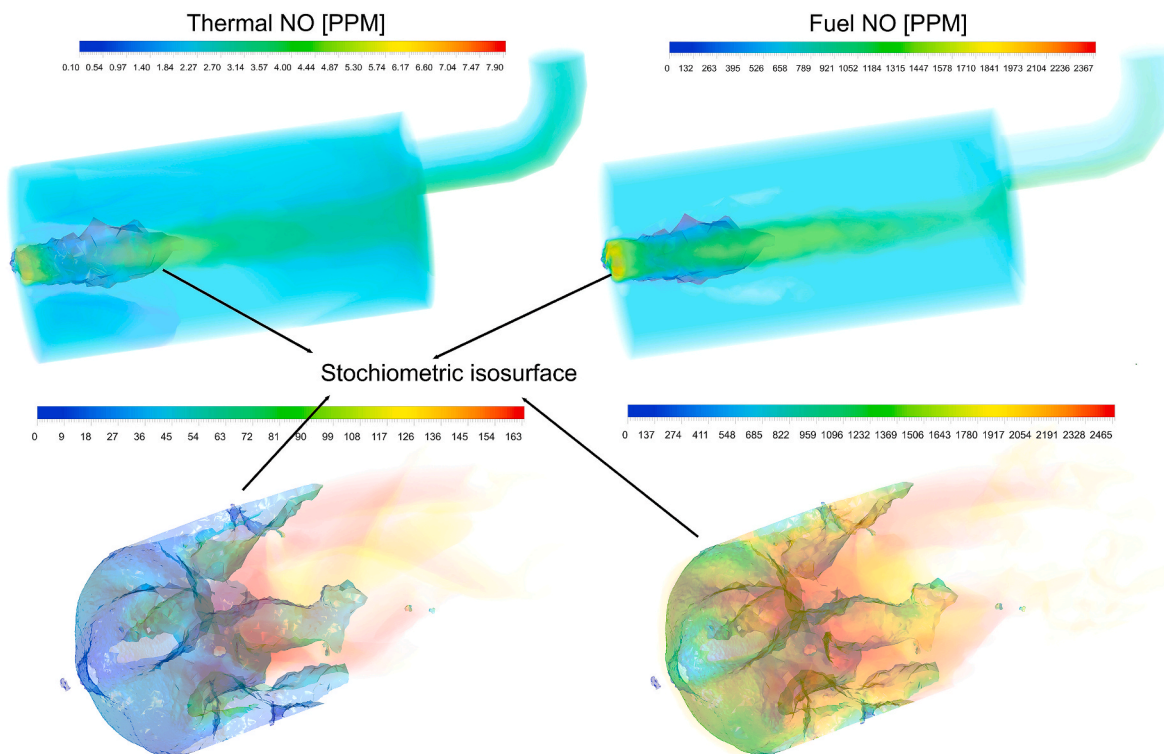 Thermal NO [PPM]
Fuel NO [PPM]
0.10 0.54 0.97 1.40 1.84 2.27 2.70 3.14 3.57 4.00 4.44 4.87 5.30 5.74 6.17 6.60 7.04 7.47 7.90
0 132 263 395 526 658 789 921 1052 1184 1315 1447 1578 1710 1841 1973 2104 2236 2367
Stochiometric isosurface
0 9 18 27 36 45 54 63 72 81 90 99 108 117 126 136 145 154 163
0 137 274 411 548 685 822 959 1096 1232 1369 1506 1643 1780 1917 2054 2191 2328 2465